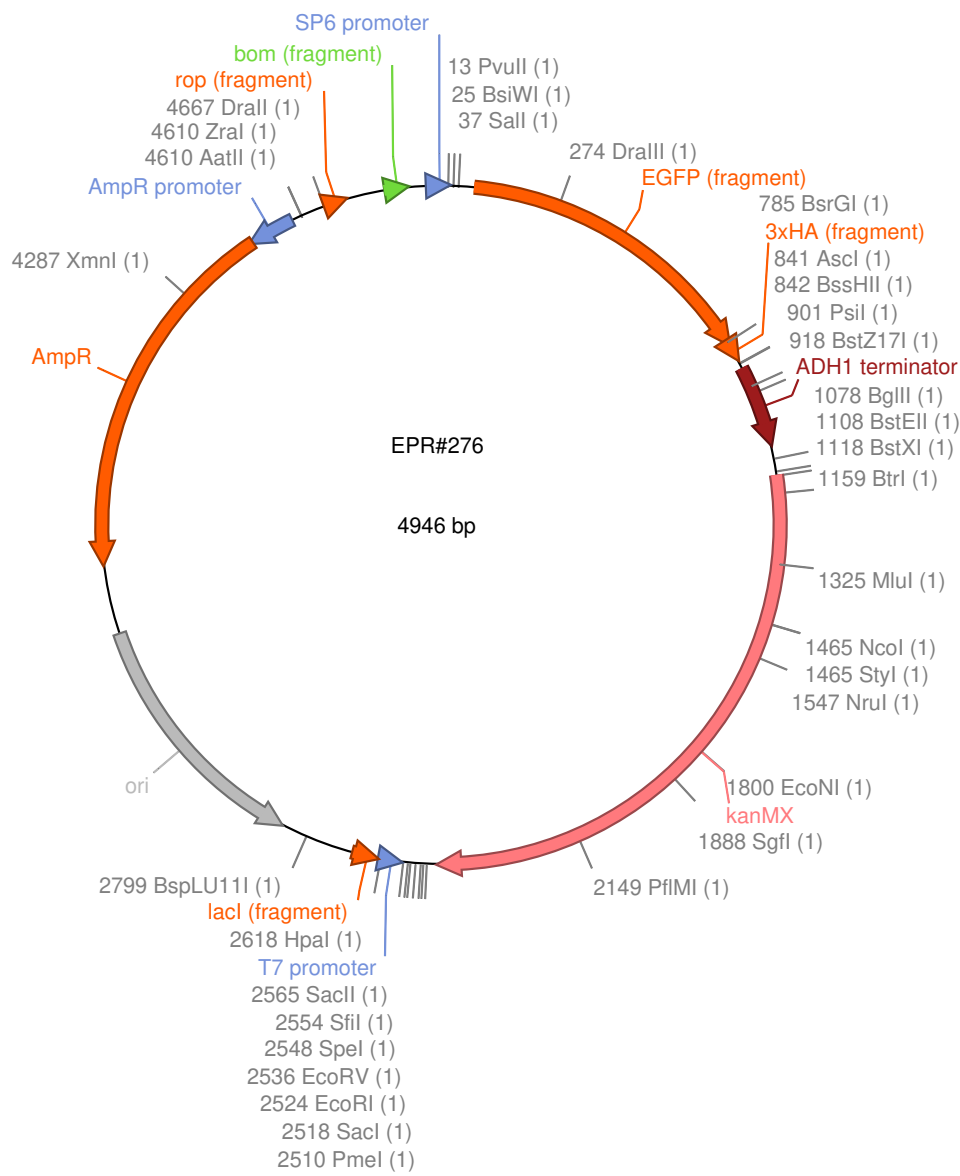 SP6 promoter
bom (fragment)
rop (fragment)
4667 DraII (1)
4610 ZraI (1)
4610 AatII (1)
AmpR promoter
4287 XmnI (1)
AmpR
13 PvuII (1)
25 BsiWI (1)
37 SalI (1)
274 DraIII (1)
EGFP (fragment)
785 BsrGI (1)
3xHA (fragment)
841 AscI (1)
842 BssHII (1)
901 PsiI (1)
918 BstZ17I (1)
ADH1 terminator
1078 BglII (1)
1108 BstEII (1)
1118 BstXI (1)
1159 BtrI (1)
EPR#276
4946 bp
1325 MluI (1)
1465 NcoI (1)
1465 StyI (1)
1547 NruI (1)
1800 EcoNI (1)
kanMX
1888 SgfI (1)
2149 PflMI (1)
ori
2799 BspLU11I (1)
lacI (fragment)
2618 HpaI (1)
T7 promoter
2565 SacII (1)
2554 SfiI (1)
2548 SpeI (1)
2536 EcoRV (1)
2524 EcoRI (1)
2518 SacI (1)
2510 PmeI (1)